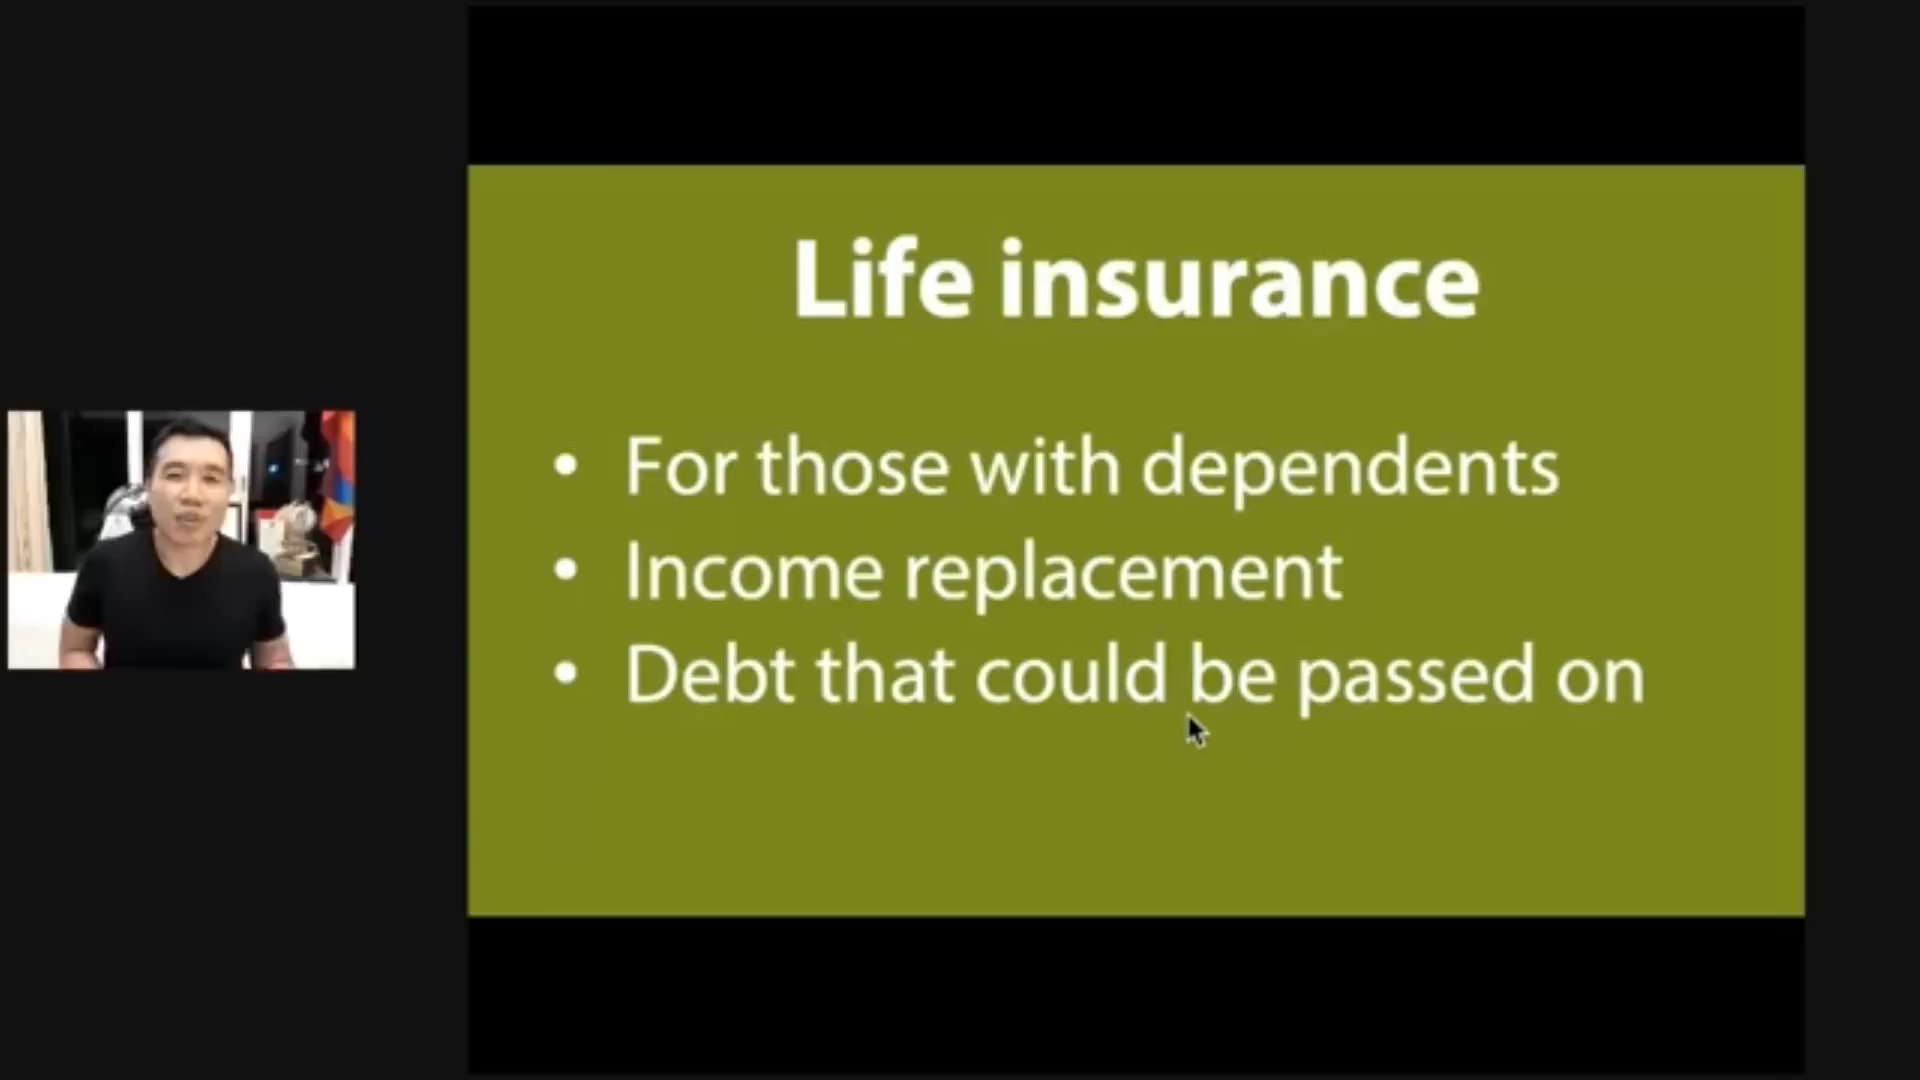 Life insurance
• For those with dependents
• Income replacement
• Debt that could be passed on